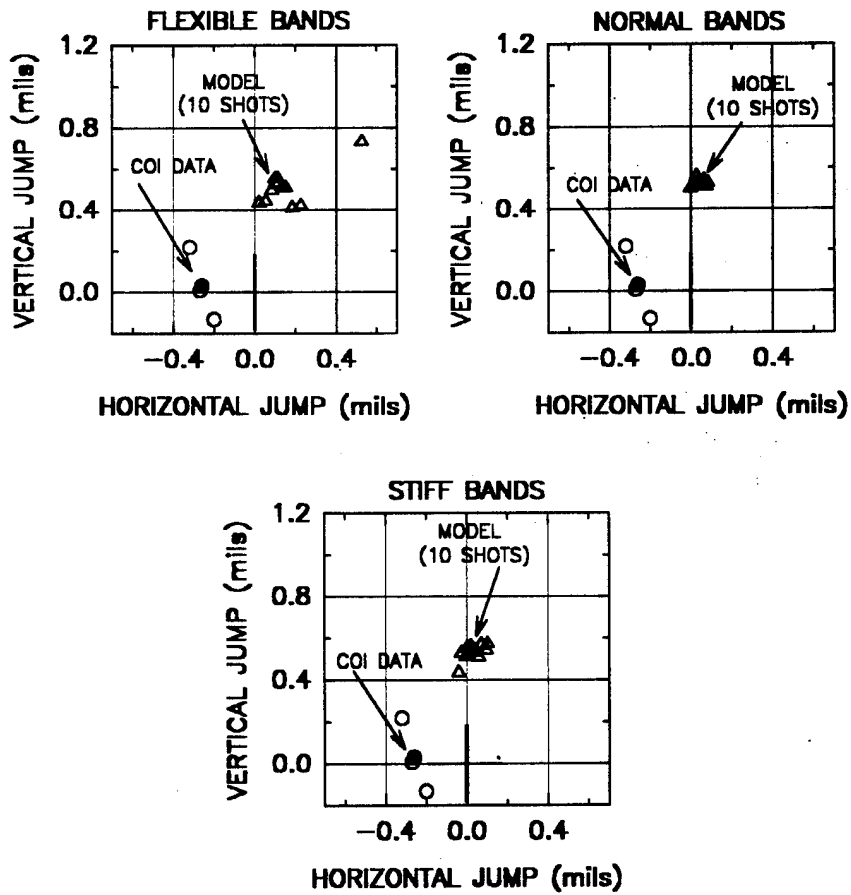 FLEXIBLE BANDS
1.2
0.8
0.4
0.0
VERTICAL JUMP (mils)
MODEL
(10 SHOTS)
COI DATA
−0.4 0.0 0.4
HORIZONTAL JUMP (mils)
NORMAL BANDS
1.2
0.8
0.4
0.0
VERTICAL JUMP (mils)
MODEL
(10 SHOTS)
COI DATA
−0.4 0.0 0.4
HORIZONTAL JUMP (mils)
STIFF BANDS
1.2
0.8
0.4
0.0
VERTICAL JUMP (mils)
MODEL
(10 SHOTS)
COI DATA
−0.4 0.0 0.4
HORIZONTAL JUMP (mils)